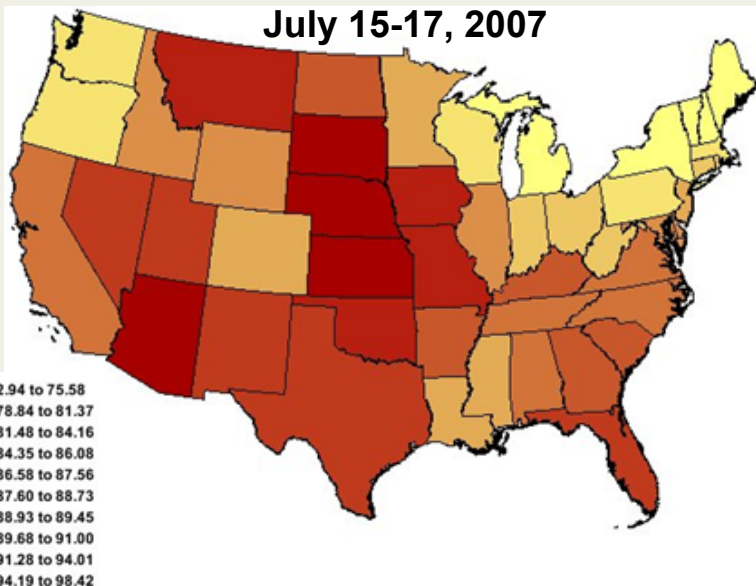 July 15-17, 2007
2.94 to 75.58
78.84 to 81.37
81.48 to 84.16
84.35 to 86.08
86.58 to 87.56
87.60 to 88.73
88.93 to 89.45
89.68 to 91.00
91.28 to 94.01
94.19 to 98.42